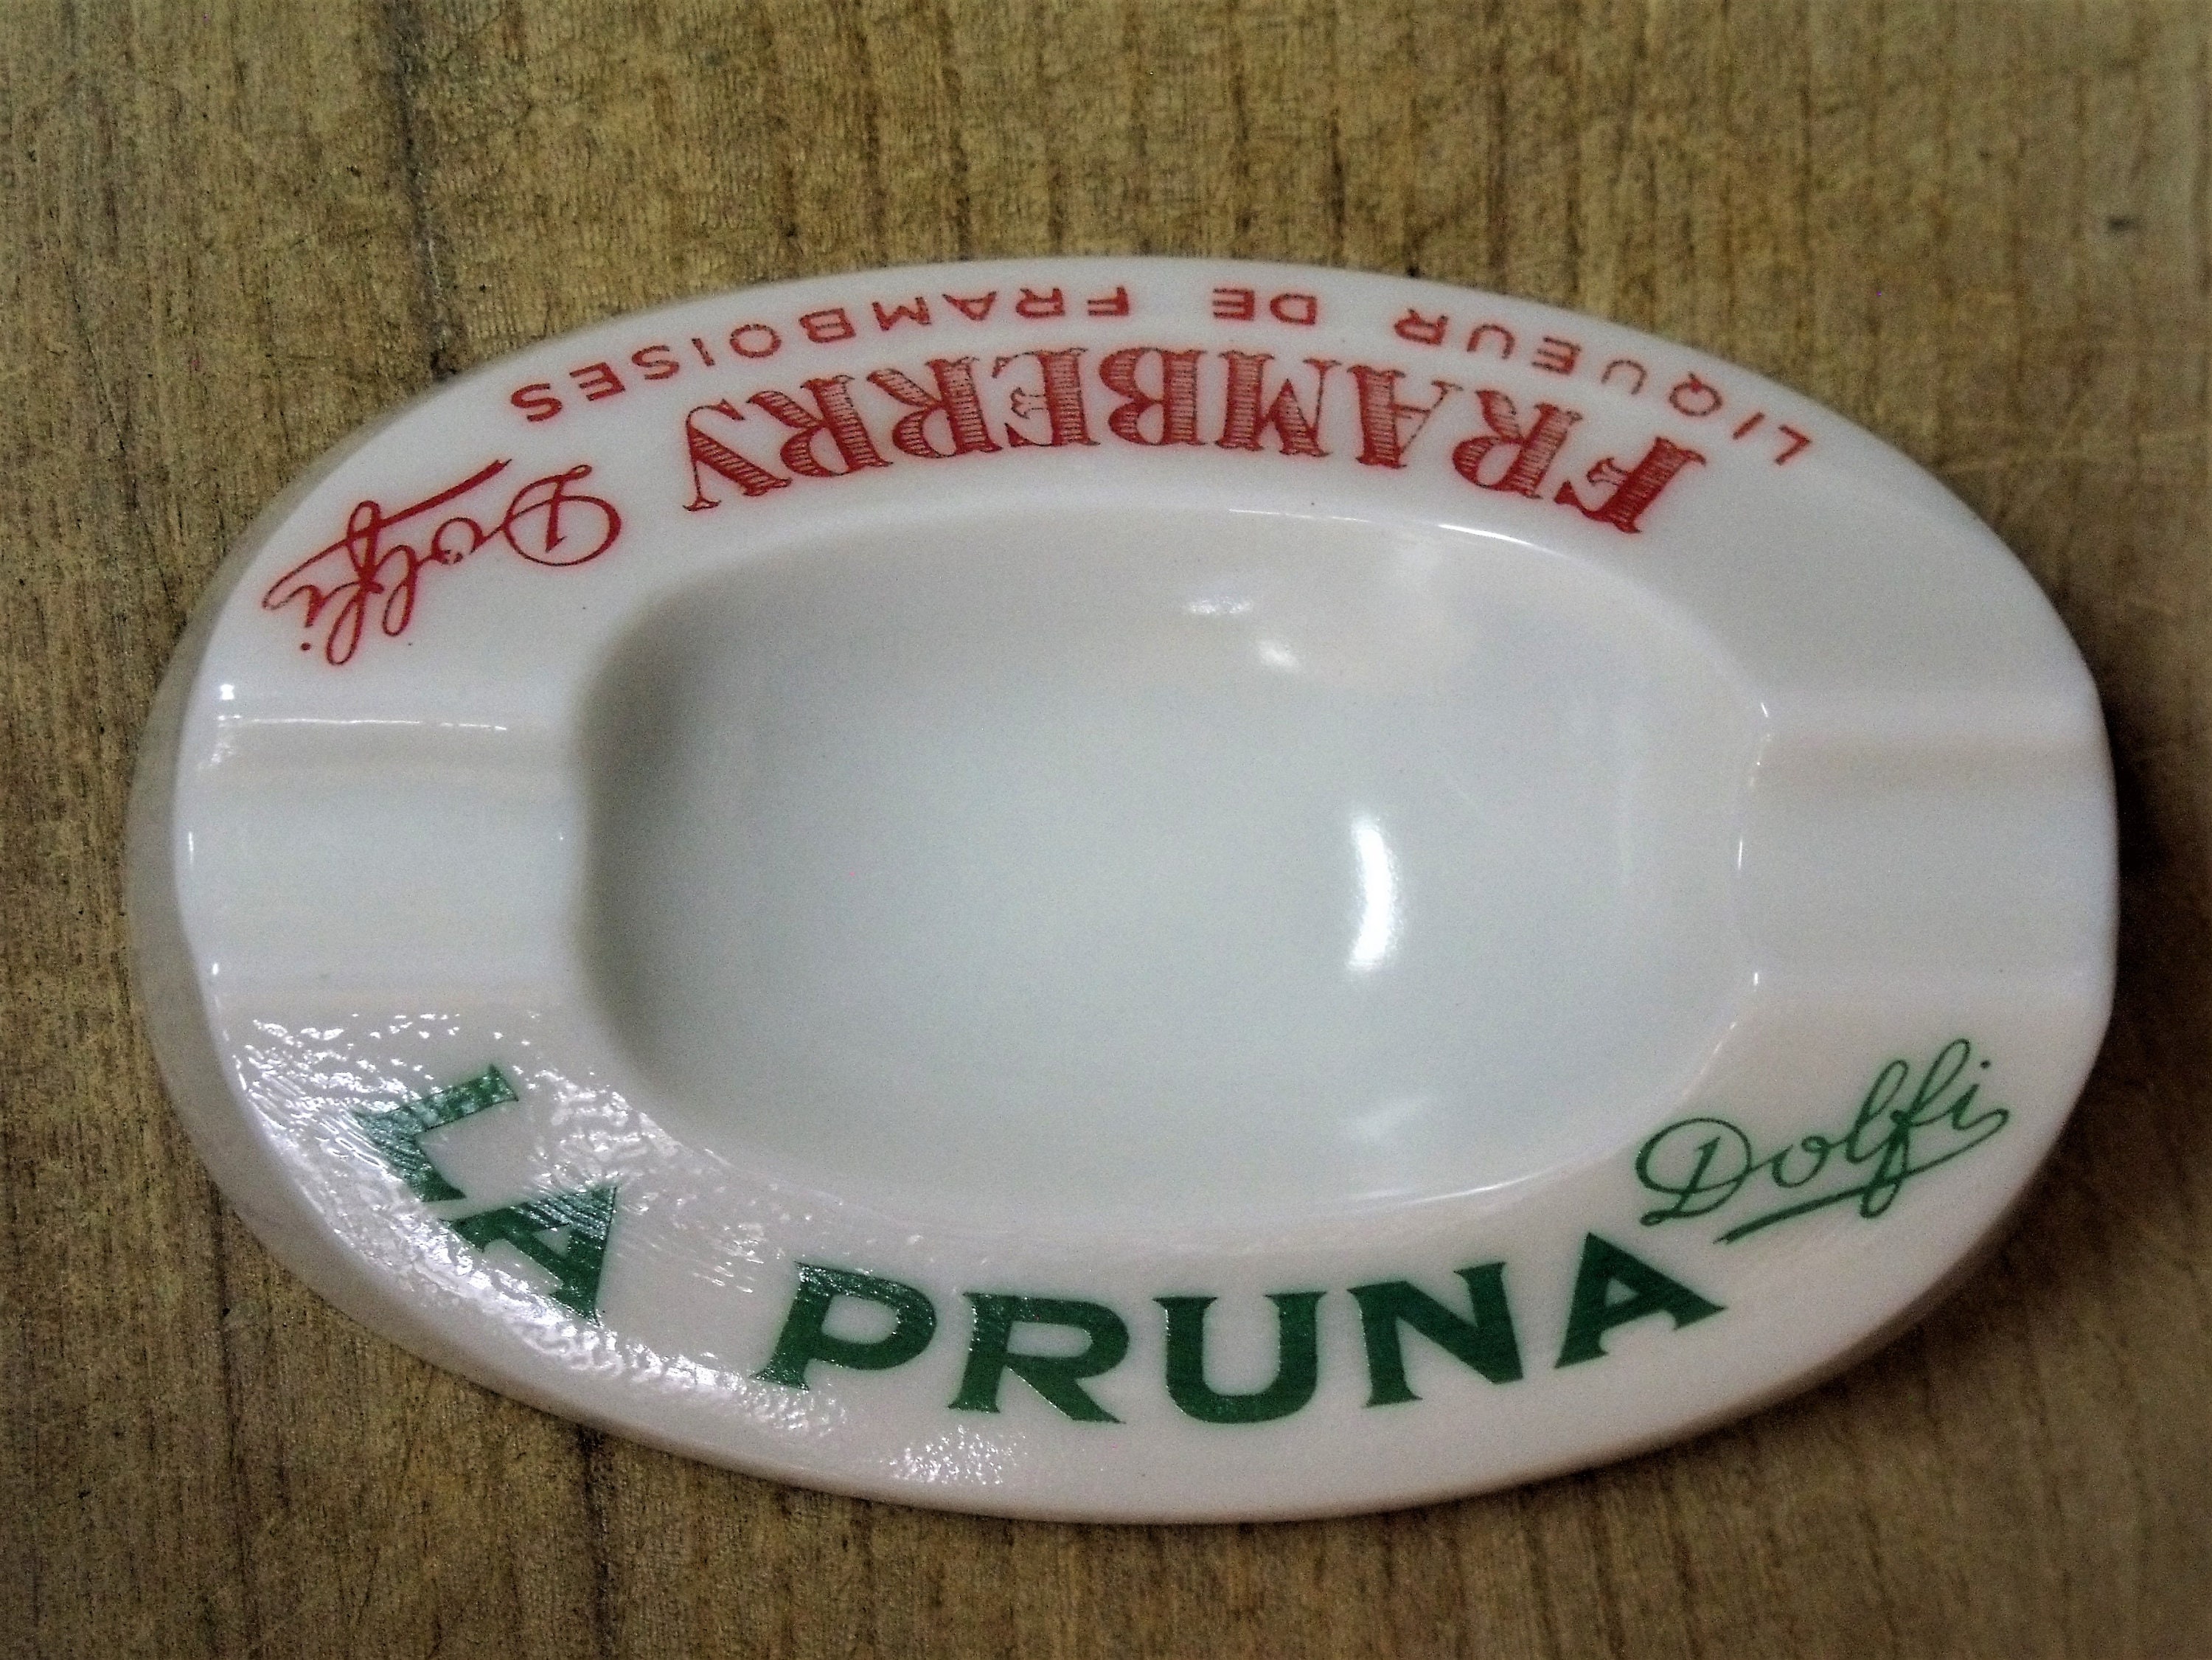 FRAMBERRY Dolfi
LIQUEUR DE FRAMBOISES
LA PRUNA Dolfi